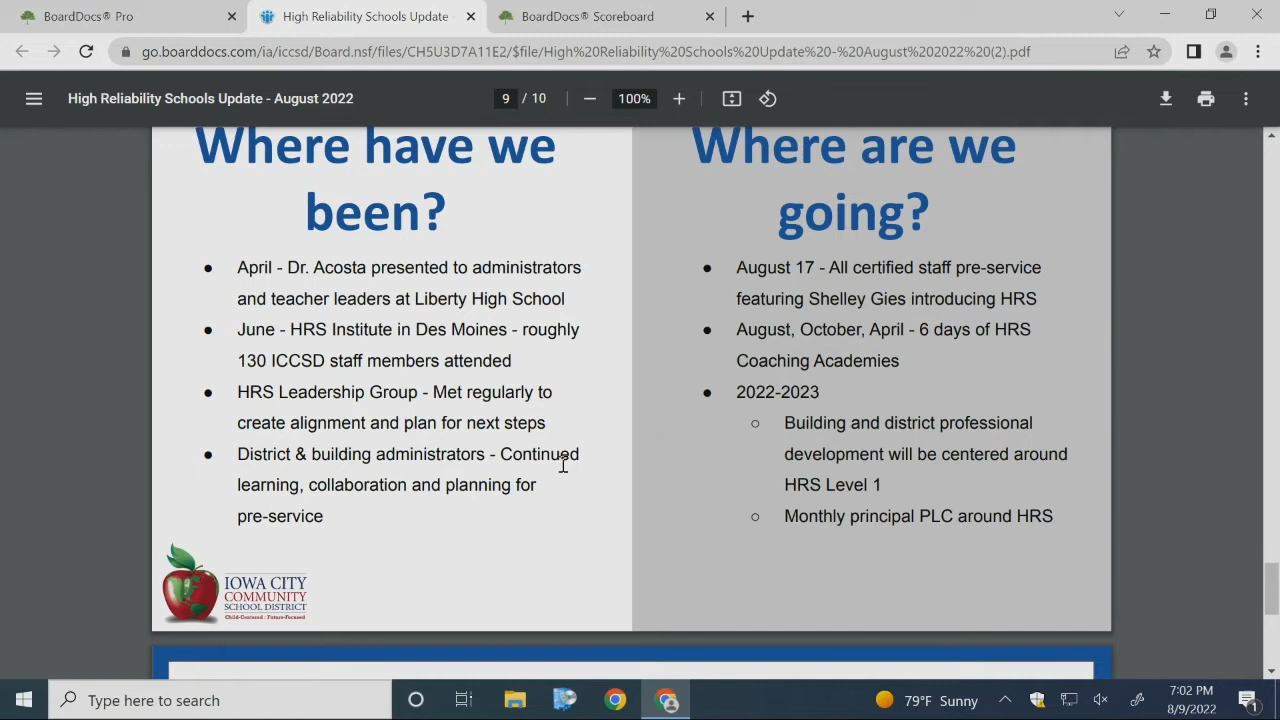 BoardDocs® Pro
High Reliability Schools Update
BoardDocs® Scoreboard
go.boarddocs.com/ia/iccsd/Board.nsf/files/CH5U3D7A11E2/$file/High%20Reliability%20Schools%20Update%20-%20August%202022%20(2).pdf
High Reliability Schools Update - August 2022
9 / 10
100%
Where have we
been?
● April - Dr. Acosta presented to administrators
and teacher leaders at Liberty High School
● June - HRS Institute in Des Moines - roughly
130 ICCSD staff members attended
● HRS Leadership Group - Met regularly to
create alignment and plan for next steps
● District & building administrators - Continued
learning, collaboration and planning for
pre-service
IOWA CITY
COMMUNITY
SCHOOL DISTRICT
Child-Centered : Future-Focused
Where are we
going?
● August 17 - All certified staff pre-service
featuring Shelley Gies introducing HRS
● August, October, April - 6 days of HRS
Coaching Academies
● 2022-2023
○ Building and district professional
development will be centered around
HRS Level 1
○ Monthly principal PLC around HRS
Type here to search
79°F Sunny
7:02 PM
8/9/2022
1